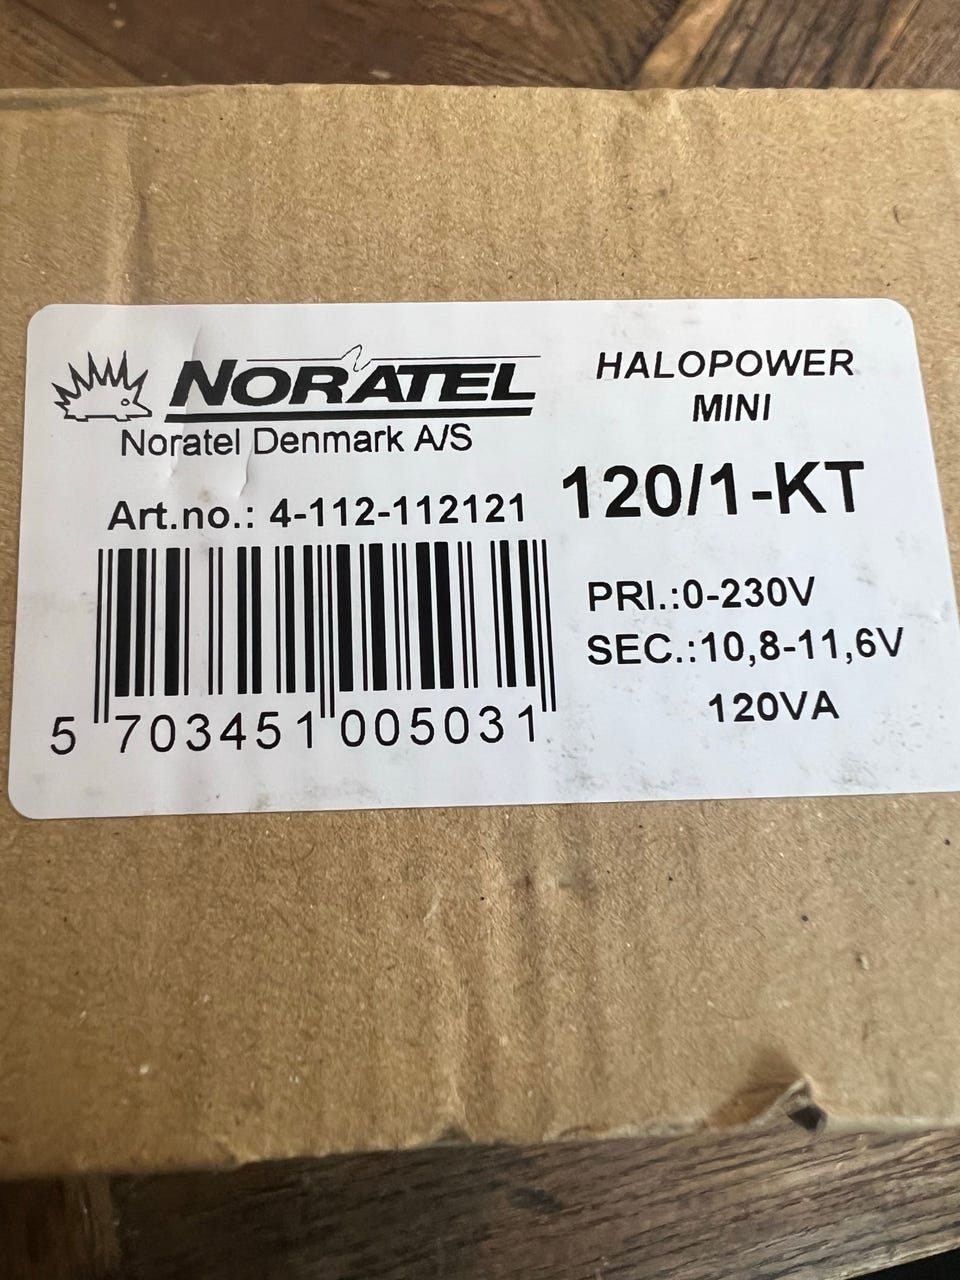 NORATEL
Noratel Denmark A/S
Art.no.: 4-112-112121
5 703451 005031
HALOPOWER
MINI
120/1-KT
PRI.:0-230V
SEC.:10,8-11,6V
120VA